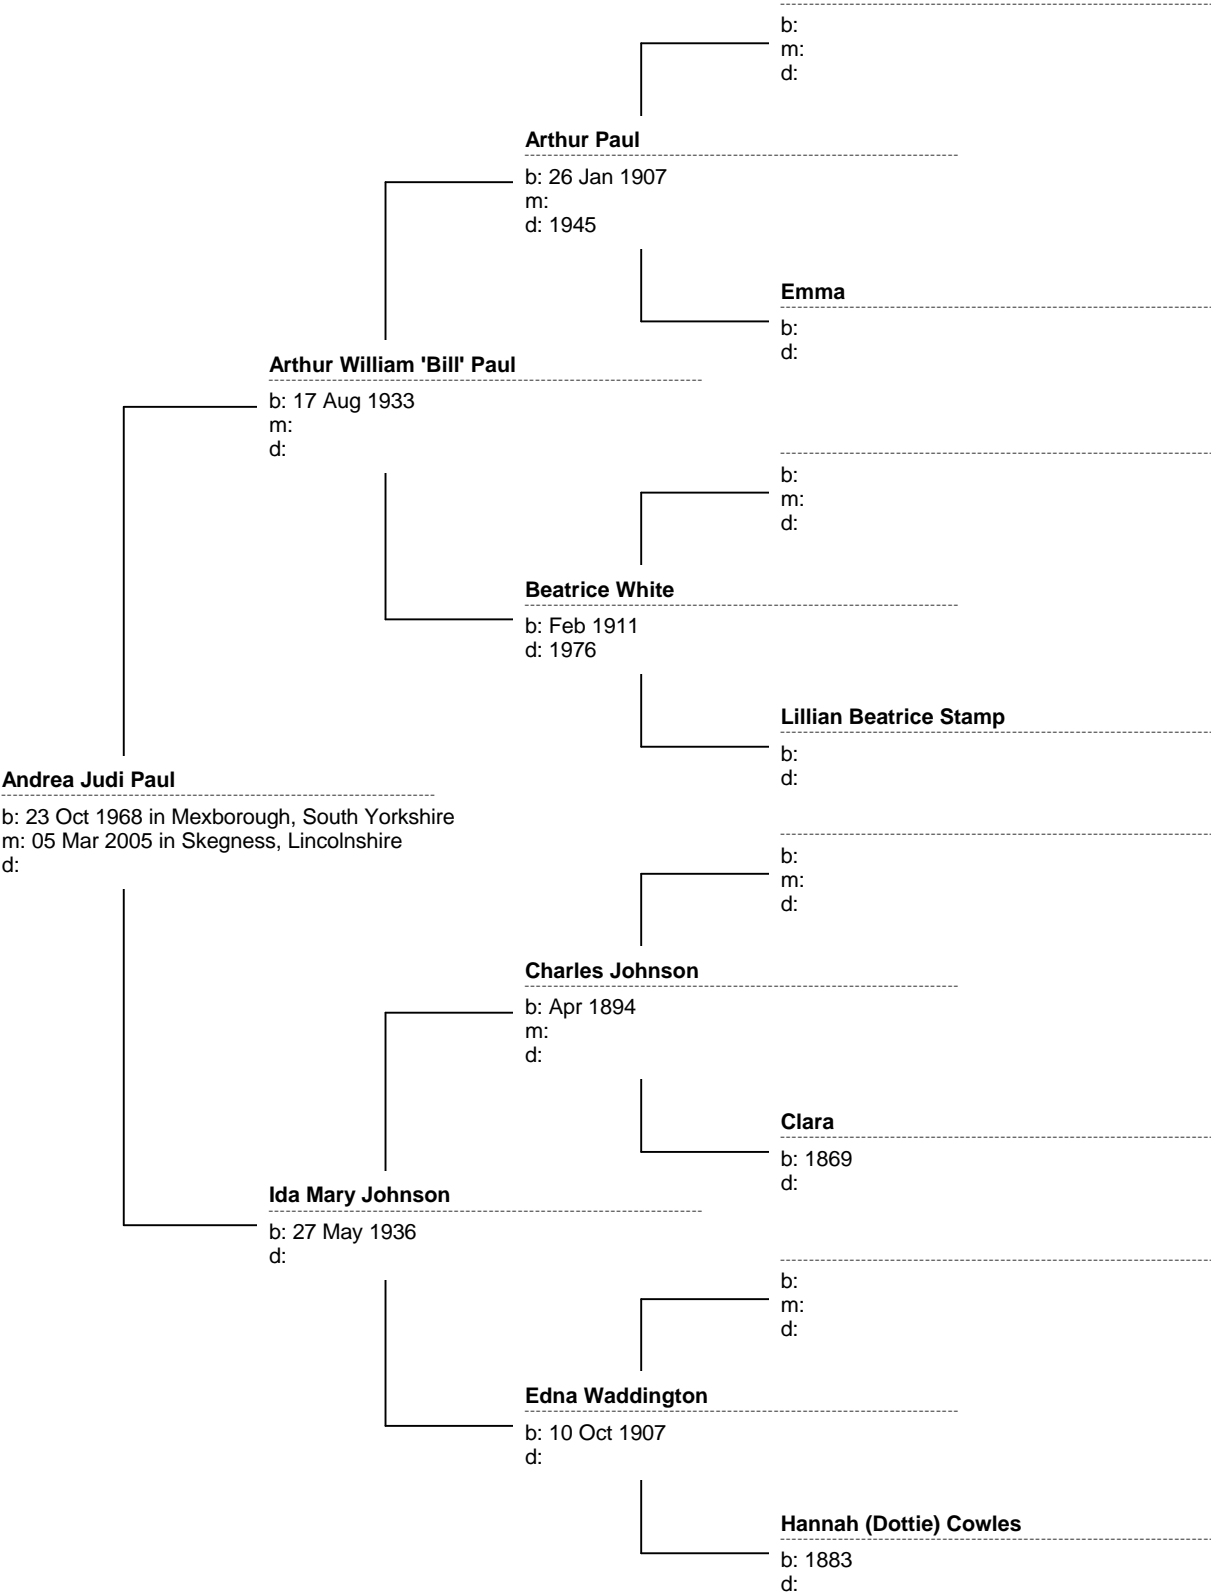 b:
m:
d:
Arthur Paul
b: 26 Jan 1907
m:
d: 1945
Emma
b:
d:
Arthur William 'Bill' Paul
b: 17 Aug 1933
m:
d:
b:
m:
d:
Beatrice White
b: Feb 1911
d: 1976
Lillian Beatrice Stamp
b:
d:
Andrea Judi Paul
b: 23 Oct 1968 in Mexborough, South Yorkshire
m: 05 Mar 2005 in Skegness, Lincolnshire
d:
b:
m:
d:
Charles Johnson
b: Apr 1894
m:
d:
Clara
b: 1869
d:
Ida Mary Johnson
b: 27 May 1936
d:
b:
m:
d:
Edna Waddington
b: 10 Oct 1907
d:
Hannah (Dottie) Cowles
b: 1883
d: